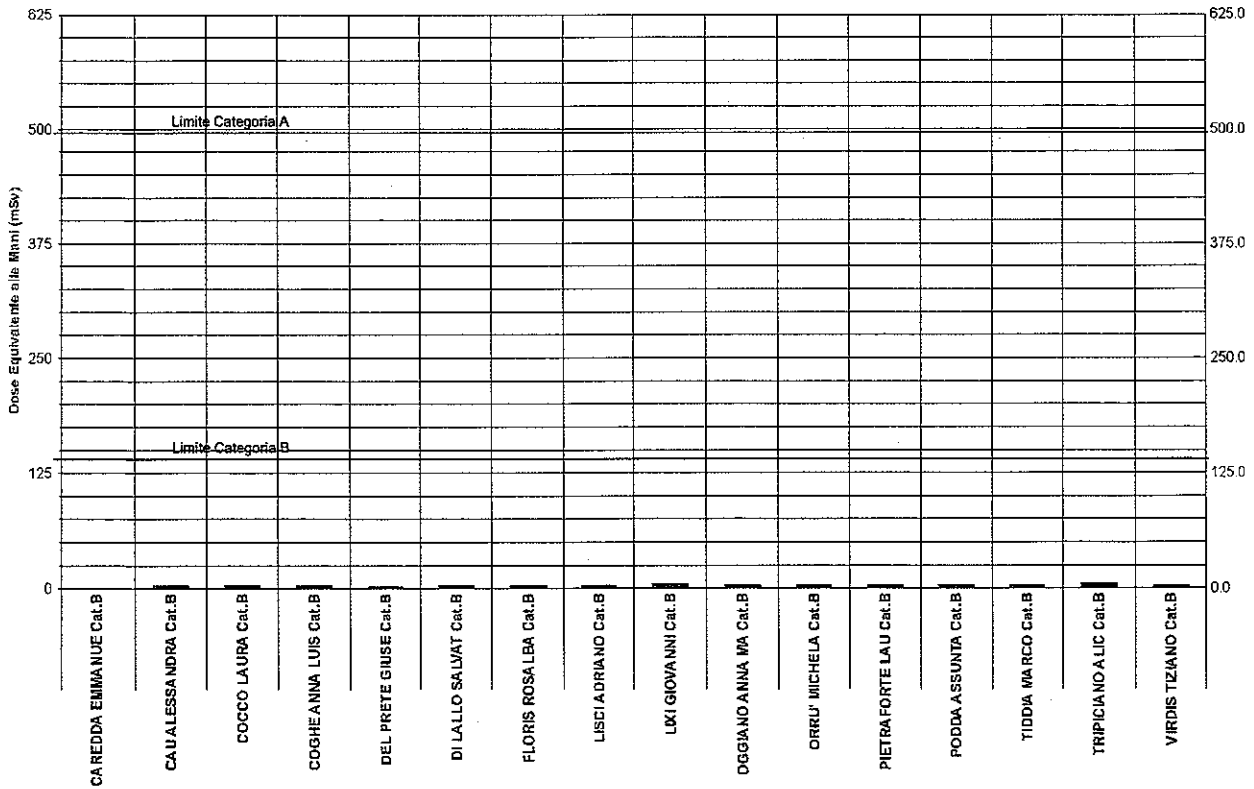 625
625.0
Limite Categoria A
500
500.0
Dose Equivalente alle Mani (mSv)
375
375.0
250
250.0
Limite Categoria B
125
125.0
0
0.0
CAREDDA EMMANUE Cat.B
CAU ALESSANDRA Cat.B
COCCO LAURA Cat.B
COGHE ANNA LUIS Cat.B
DEL PRETE GIUSE Cat.B
DI LALLO SALVAT Cat.B
FLORIS ROSALBA Cat.B
LISCI ADRIANO Cat.B
LIXI GIOVANNI Cat.B
OGGIANO ANNA MA Cat.B
ORRU' MICHELA Cat.B
PIETRAFORTE LAU Cat.B
PODDA ASSUNTA Cat.B
TIDDIA MARCO Cat.B
TRIPICIANO ALIC Cat.B
VIRDIS TIZIANO Cat.B